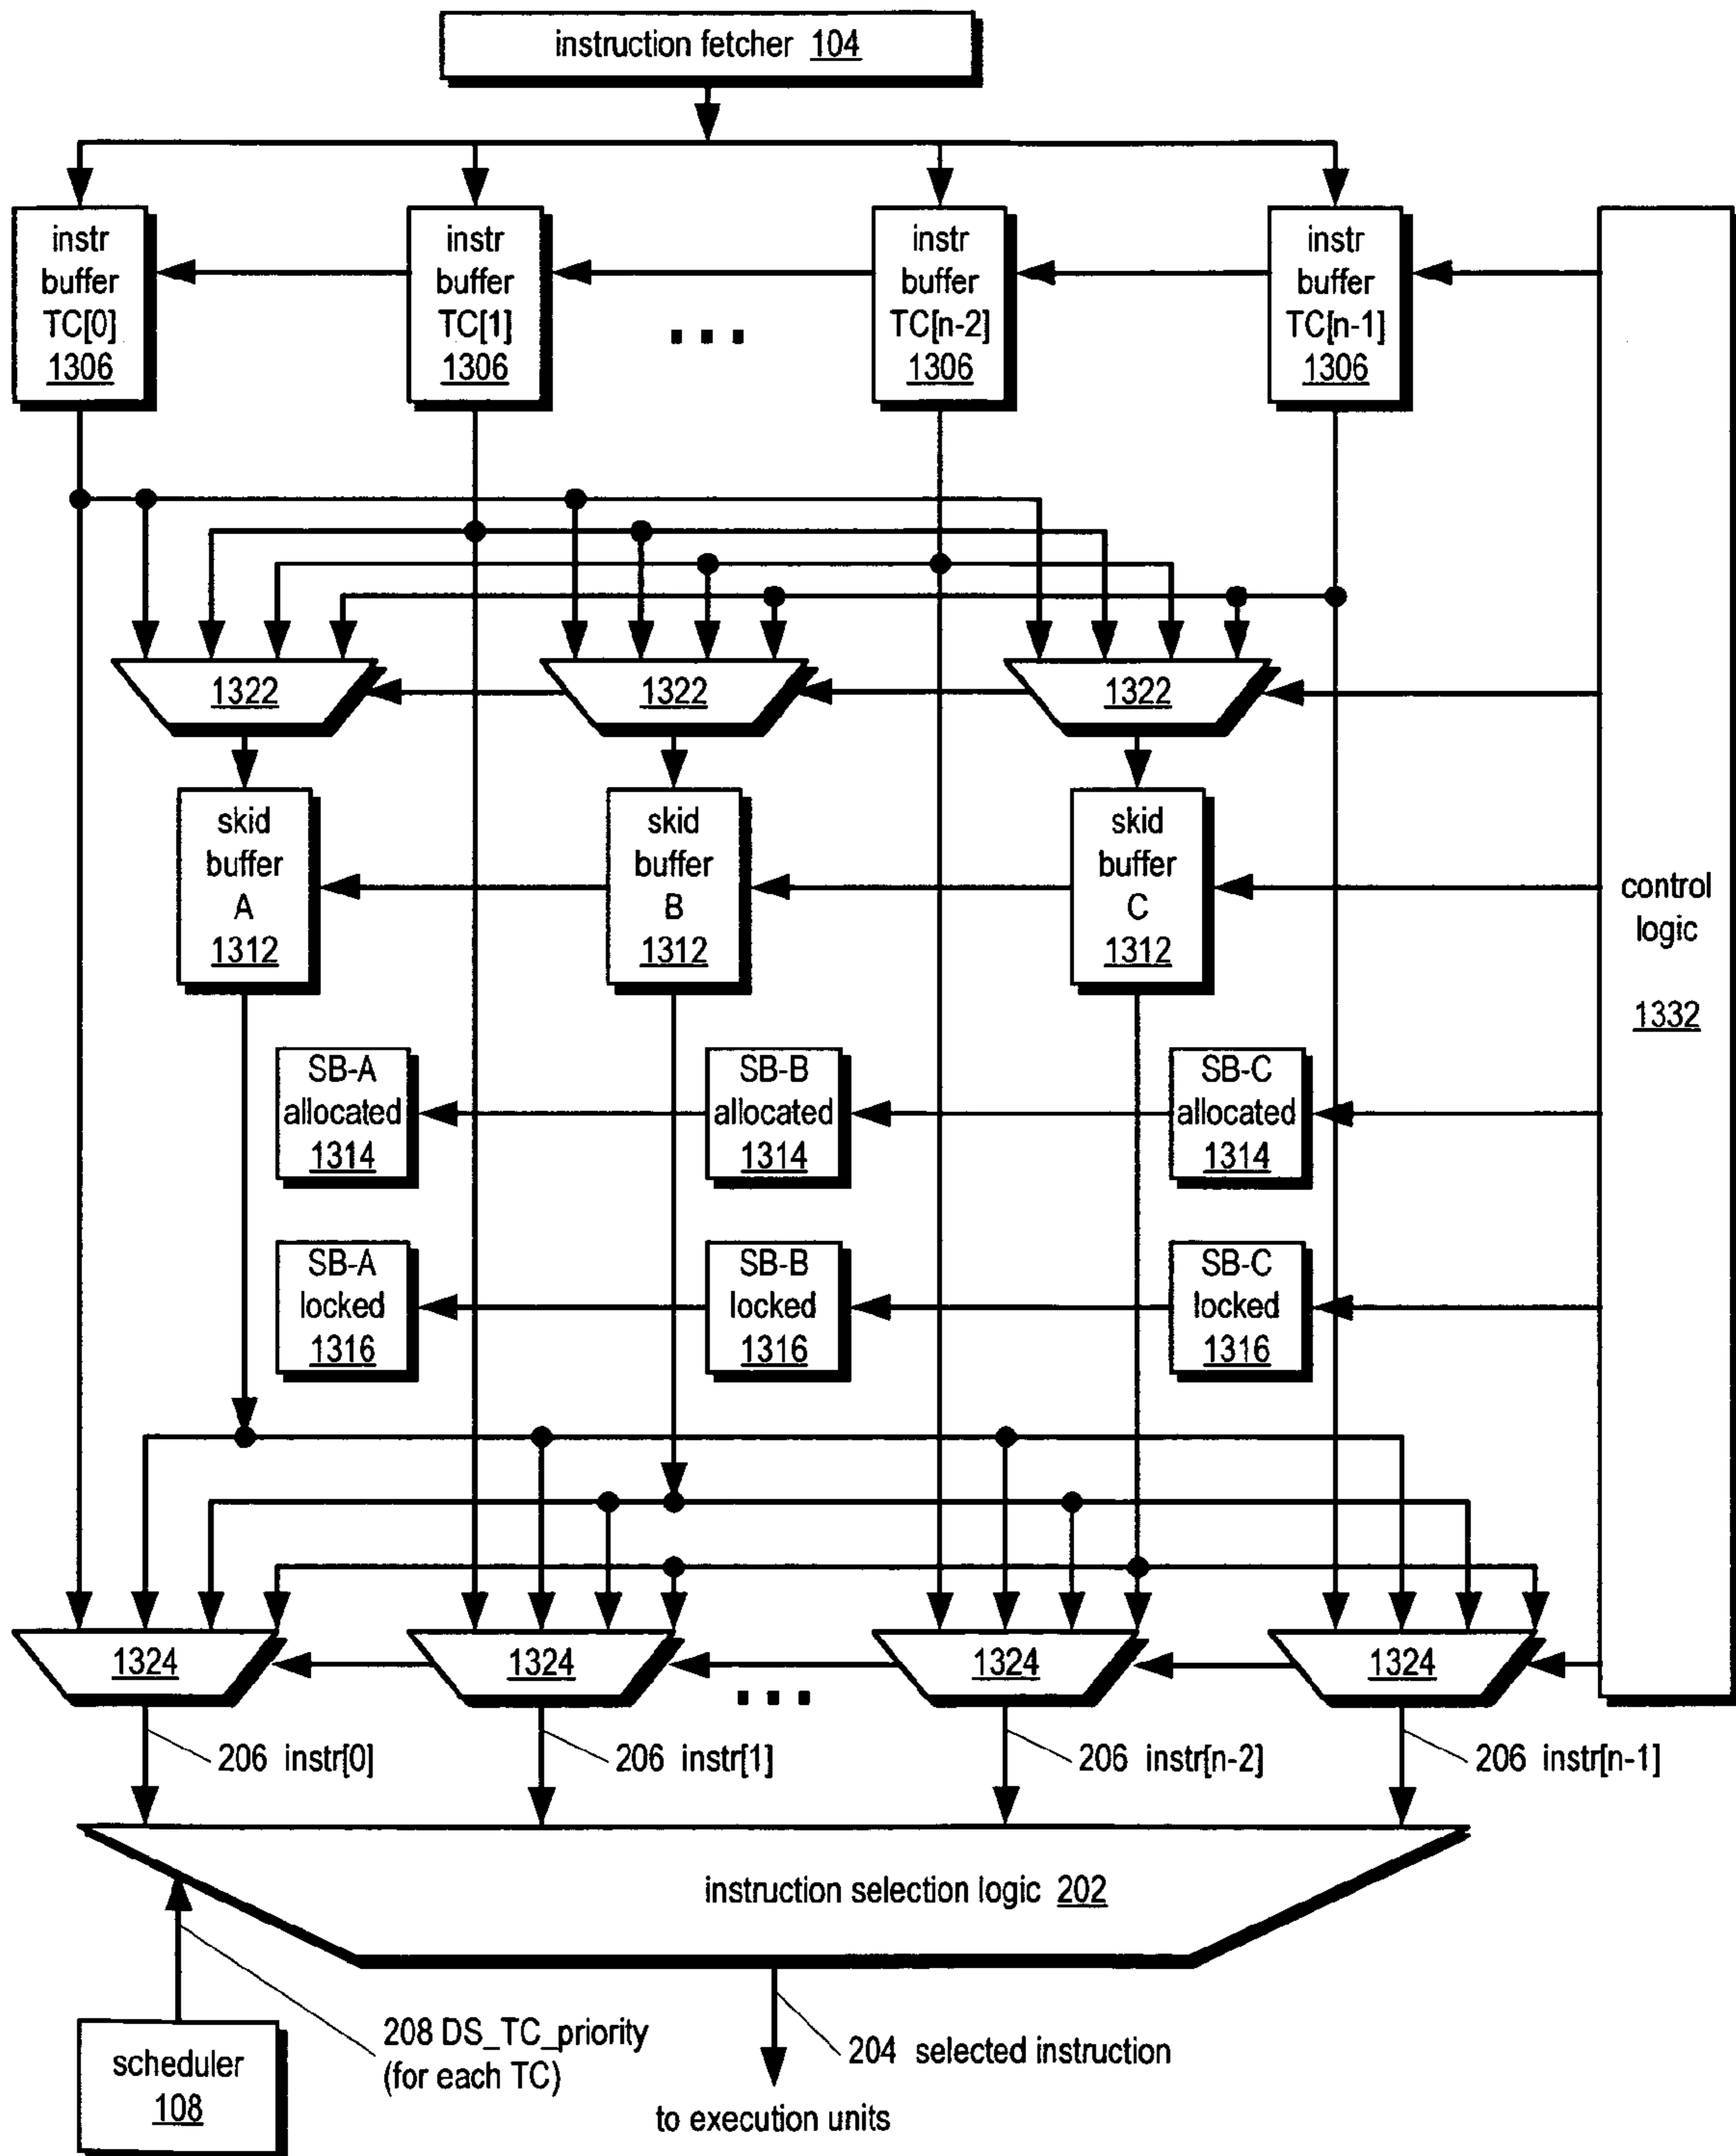 instruction fetcher 104
instr
buffer
TC[0]
1306
instr
buffer
TC[1]
1306
. . .
instr
buffer
TC[n-2]
1306
instr
buffer
TC[n-1]
1306
1322
1322
1322
skid
buffer
A
1312
skid
buffer
B
1312
skid
buffer
C
1312
control
logic
1332
SB-A
allocated
1314
SB-B
allocated
1314
SB-C
allocated
1314
SB-A
locked
1316
SB-B
locked
1316
SB-C
locked
1316
1324
1324
. . .
1324
1324
206 instr[0]
206 instr[1]
206 instr[n-2]
206 instr[n-1]
instruction selection logic 202
scheduler
108
208 DS_TC_priority
(for each TC)
204 selected instruction
to execution units